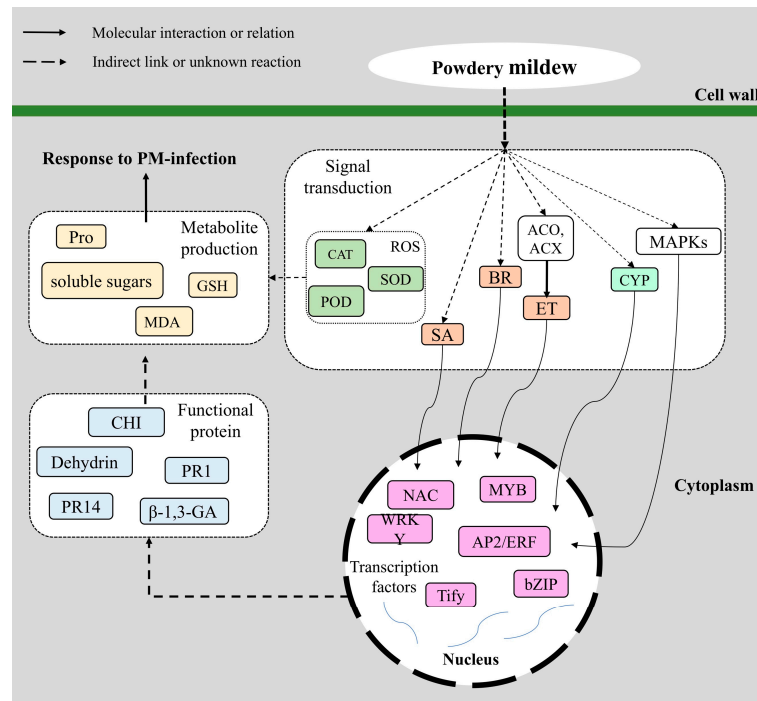 Molecular interaction or relation
Indirect link or unknown reaction
Powdery mildew
Cell wall
Response to PM-infection
Signal
transduction
Metabolite
production
Pro
soluble sugars
GSH
MDA
ROS
CAT
SOD
POD
SA
BR
ACO,
ACX
ET
CYP
MAPKs
Functional
protein
CHI
Dehydrin
PR1
PR14
β-1,3-GA
Cytoplasm
NAC
MYB
WRK
Y
AP2/ERF
Transcription
factors
Tify
bZIP
Nucleus